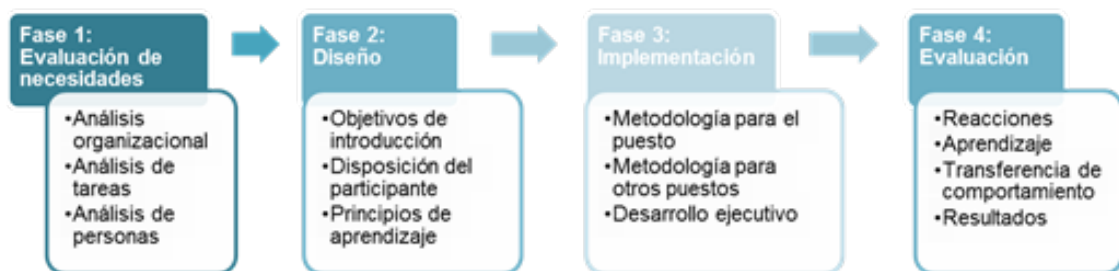 Fase 1:
Evaluación de
necesidades
•Análisis
organizacional
•Análisis de
tareas
•Análisis de
personas
Fase 2:
Diseño
•Objetivos de
introducción
•Disposición del
participante
•Principios de
aprendizaje
Fase 3:
Implementación
•Metodología para el
puesto
•Metodología para
otros puestos
•Desarrollo ejecutivo
Fase 4:
Evaluación
•Reacciones
•Aprendizaje
•Transferencia de
comportamiento
•Resultados